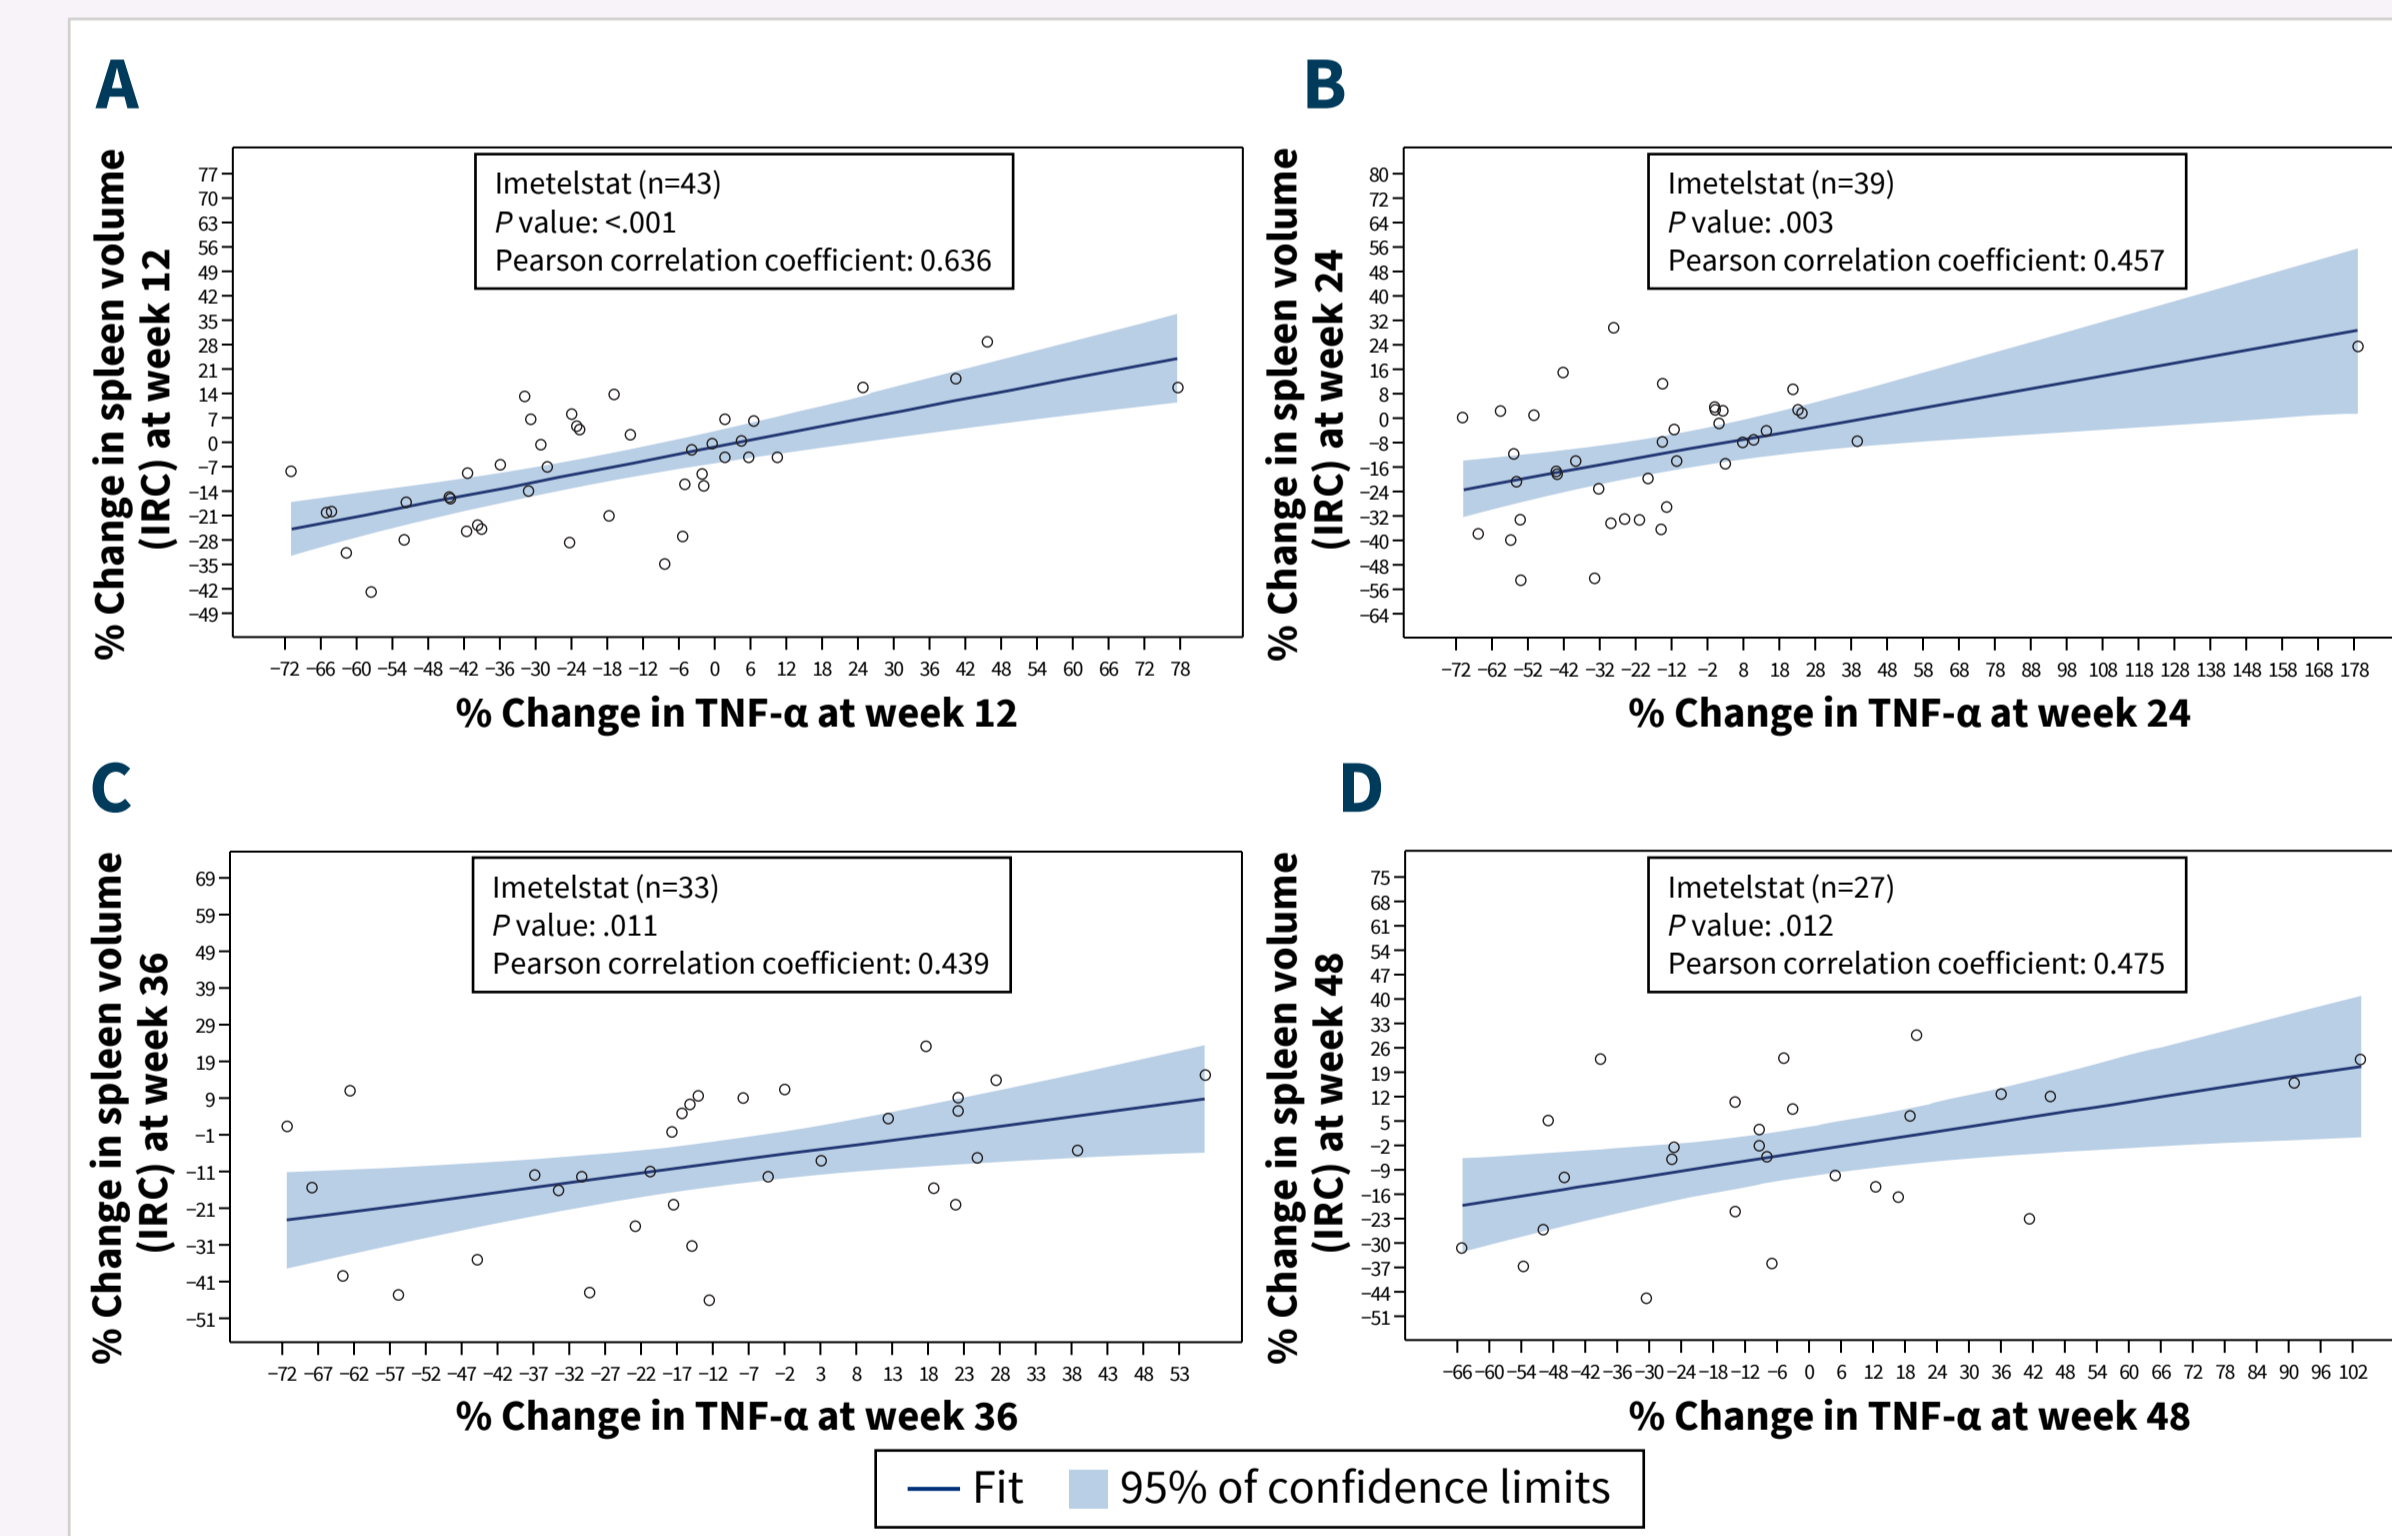 A
% Change in spleen volume
(IRC) at week 12
77
70
63
56
49
42
35
28
21
14
7
0
−7
−14
−21
−28
−35
−42
−49
Imetelstat (n=43)
P value: <.001
Pearson correlation coefficient: 0.636
−72 −66 −60 −54 −48 −42 −36 −30 −24 −18 −12 −6 0 6 12 18 24 30 36 42 48 54 60 66 72 78
% Change in TNF-α at week 12
B
% Change in spleen volume
(IRC) at week 24
80
72
64
56
48
40
32
24
16
8
0
−8
−16
−24
−32
−40
−48
−56
−64
Imetelstat (n=39)
P value: .003
Pearson correlation coefficient: 0.457
−72 −62 −52 −42 −32 −22 −12 −2 8 18 28 38 48 58 68 78 88 98 108 118 128 138 148 158 168 178
% Change in TNF-α at week 24
C
% Change in spleen volume
(IRC) at week 36
69
59
49
39
29
19
9
−1
−11
−21
−31
−41
−51
Imetelstat (n=33)
P value: .011
Pearson correlation coefficient: 0.439
−72 −67 −62 −57 −52 −47 −42 −37 −32 −27 −22 −17 −12 −7 −2 3 8 13 18 23 28 33 38 43 48 53
% Change in TNF-α at week 36
D
% Change in spleen volume
(IRC) at week 48
75
68
61
54
47
40
33
26
19
12
5
−2
−9
−16
−23
−30
−37
−44
−51
Imetelstat (n=27)
P value: .012
Pearson correlation coefficient: 0.475
−66 −60 −54 −48 −42 −36 −30 −24 −18 −12 −6 0 6 12 18 24 30 36 42 48 54 60 66 72 78 84 90 96 102
% Change in TNF-α at week 48
Fit 95% of confidence limits